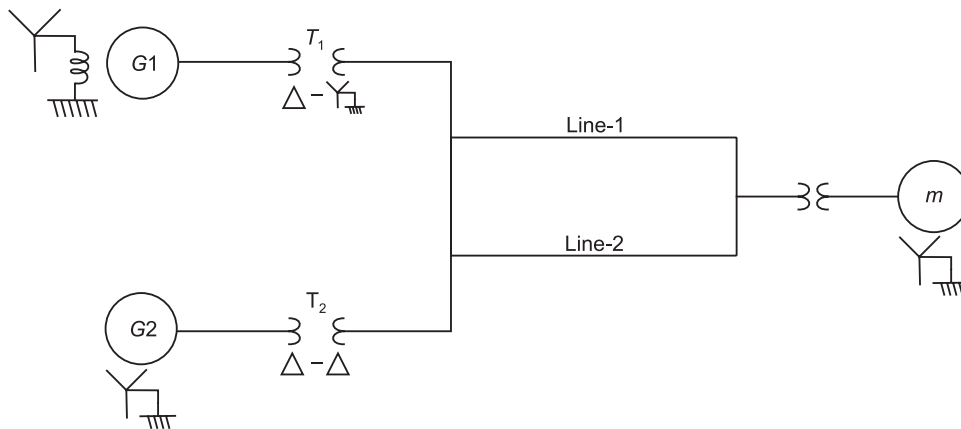 G1
T1
Δ – 
Line-1
m
Line-2
G2
T2
Δ – Δ